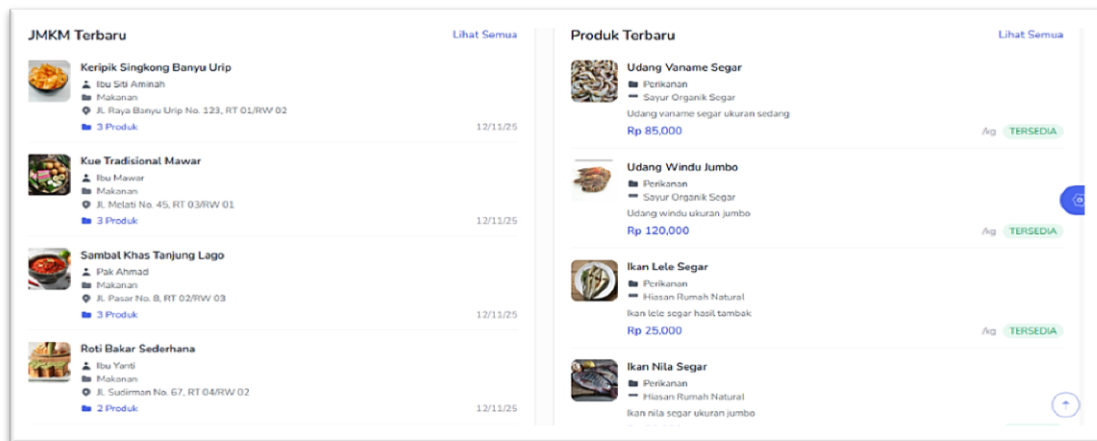 JMKM Terbaru
Lihat Semua
Keripik Singkong Banyu Urip
Ibu Siti Aminah
Makanan
Jl. Raya Banyu Urip No. 123, RT 01/RW 02
3 Produk
12/11/25
Kue Tradisional Mawar
Ibu Mawar
Makanan
Jl. Melati No. 45, RT 03/RW 01
3 Produk
12/11/25
Sambal Khas Tanjung Lago
Pak Ahmad
Makanan
Jl. Pasar No. 8, RT 02/RW 03
3 Produk
12/11/25
Roti Bakar Sederhana
Ibu Yanti
Makanan
Jl. Sudirman No. 67, RT 04/RW 02
2 Produk
12/11/25
Produk Terbaru
Lihat Semua
Udang Vaname Segar
Perikanan
Sayur Organik Segar
Udang vaname segar ukuran sedang
Rp 85,000
/kg TERSEDIA
Udang Windu Jumbo
Perikanan
Sayur Organik Segar
Udang windu ukuran jumbo
Rp 120,000
/kg TERSEDIA
Ikan Lele Segar
Perikanan
Hiasan Rumah Natural
Ikan lele segar hasil tambak
Rp 25,000
/kg TERSEDIA
Ikan Nila Segar
Perikanan
Hiasan Rumah Natural
Ikan nila segar ukuran jumbo